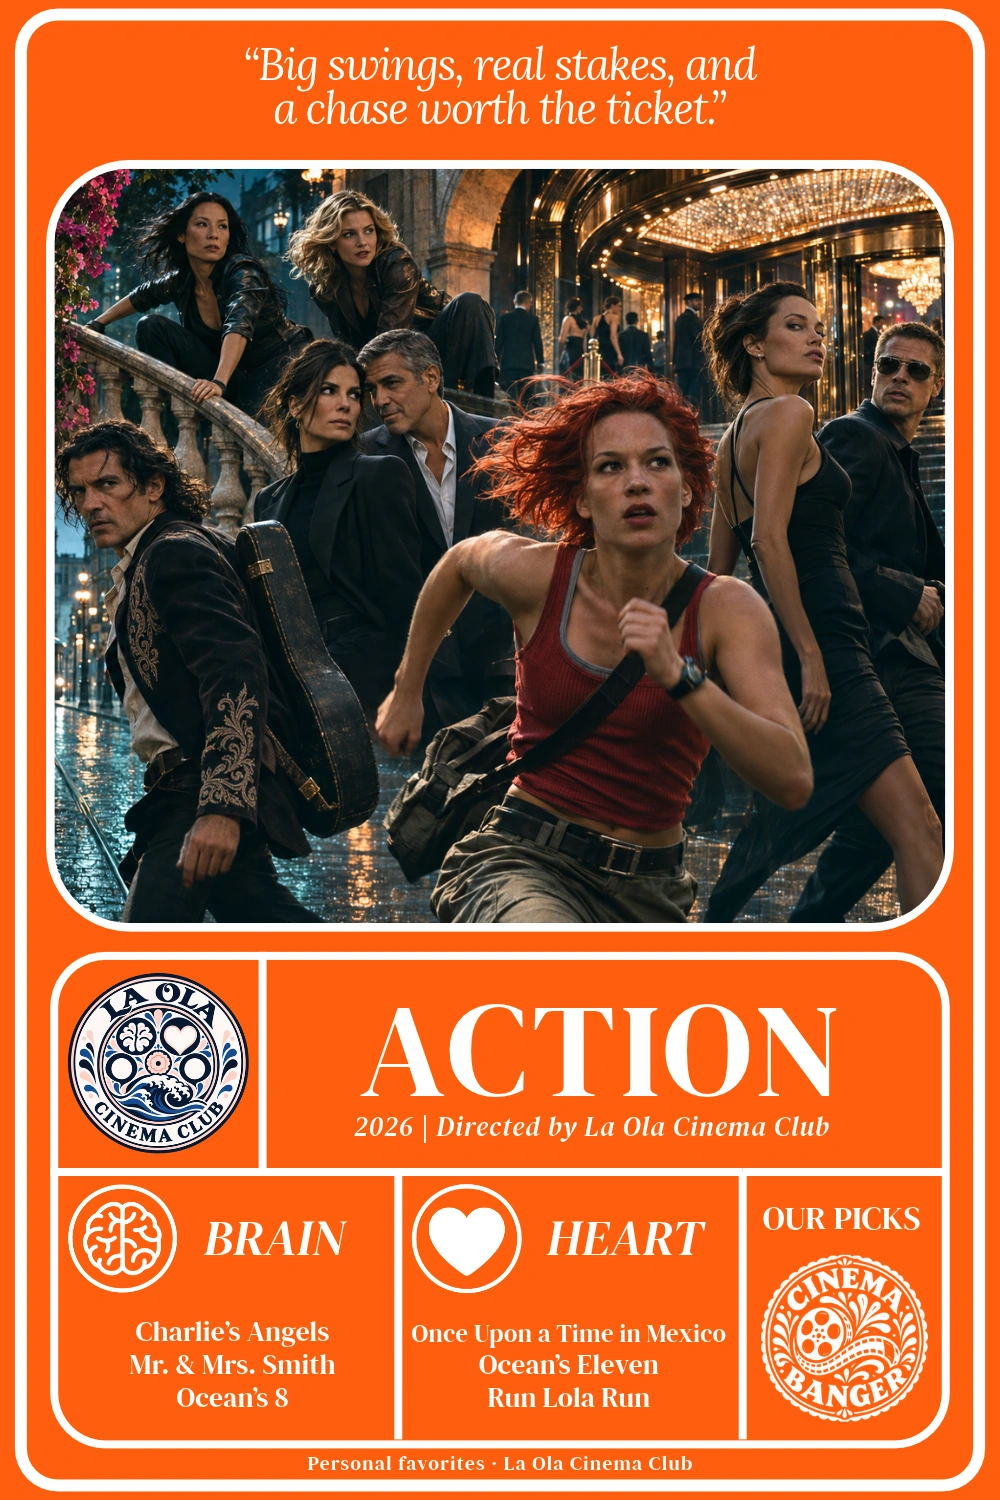 “Big swings, real stakes, and
a chase worth the ticket.”
LA OLA
CINEMA CLUB
ACTION
2026 | Directed by La Ola Cinema Club
BRAIN
Charlie’s Angels
Mr. & Mrs. Smith
Ocean’s 8
HEART
Once Upon a Time in Mexico
Ocean’s Eleven
Run Lola Run
OUR PICKS
CINEMA
BANGER
Personal favorites · La Ola Cinema Club